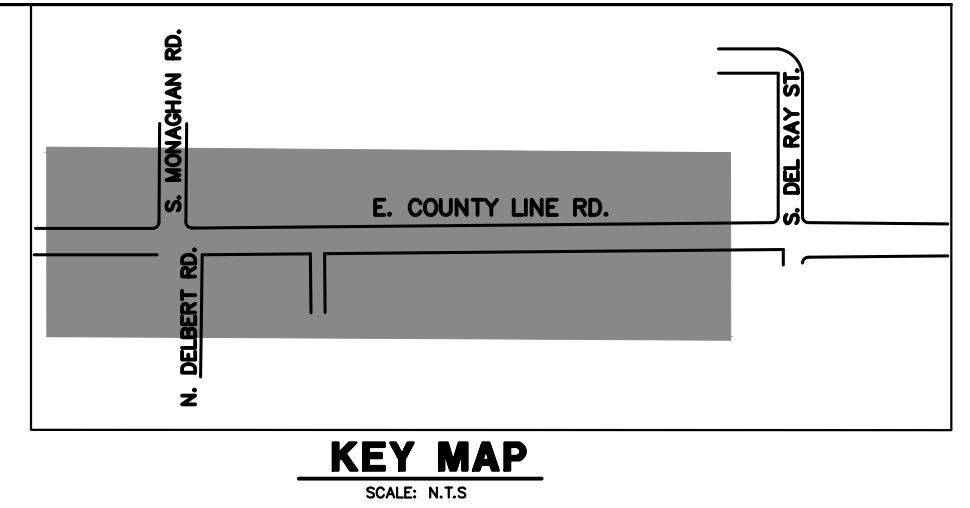 S. MONAGHAN RD.
S. DEL RAY ST.
E. COUNTY LINE RD.
N. DELBERT RD.
KEY MAP
SCALE: N.T.S